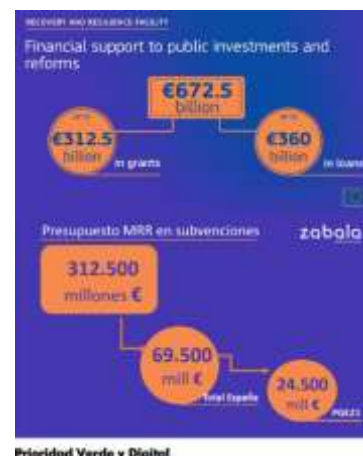 RECOVERY AND RESILIENCE FACILITY
Financial support to public investments and
reforms
€672.5
billion
€312.5
billion
in grants
€360
billion
in loans
Presupuesto MRR en subvenciones
zabala
312.500
millones €
69.500
mill €
Total España
24.500
mill €
PGE21
Prioridad Verde y Digital